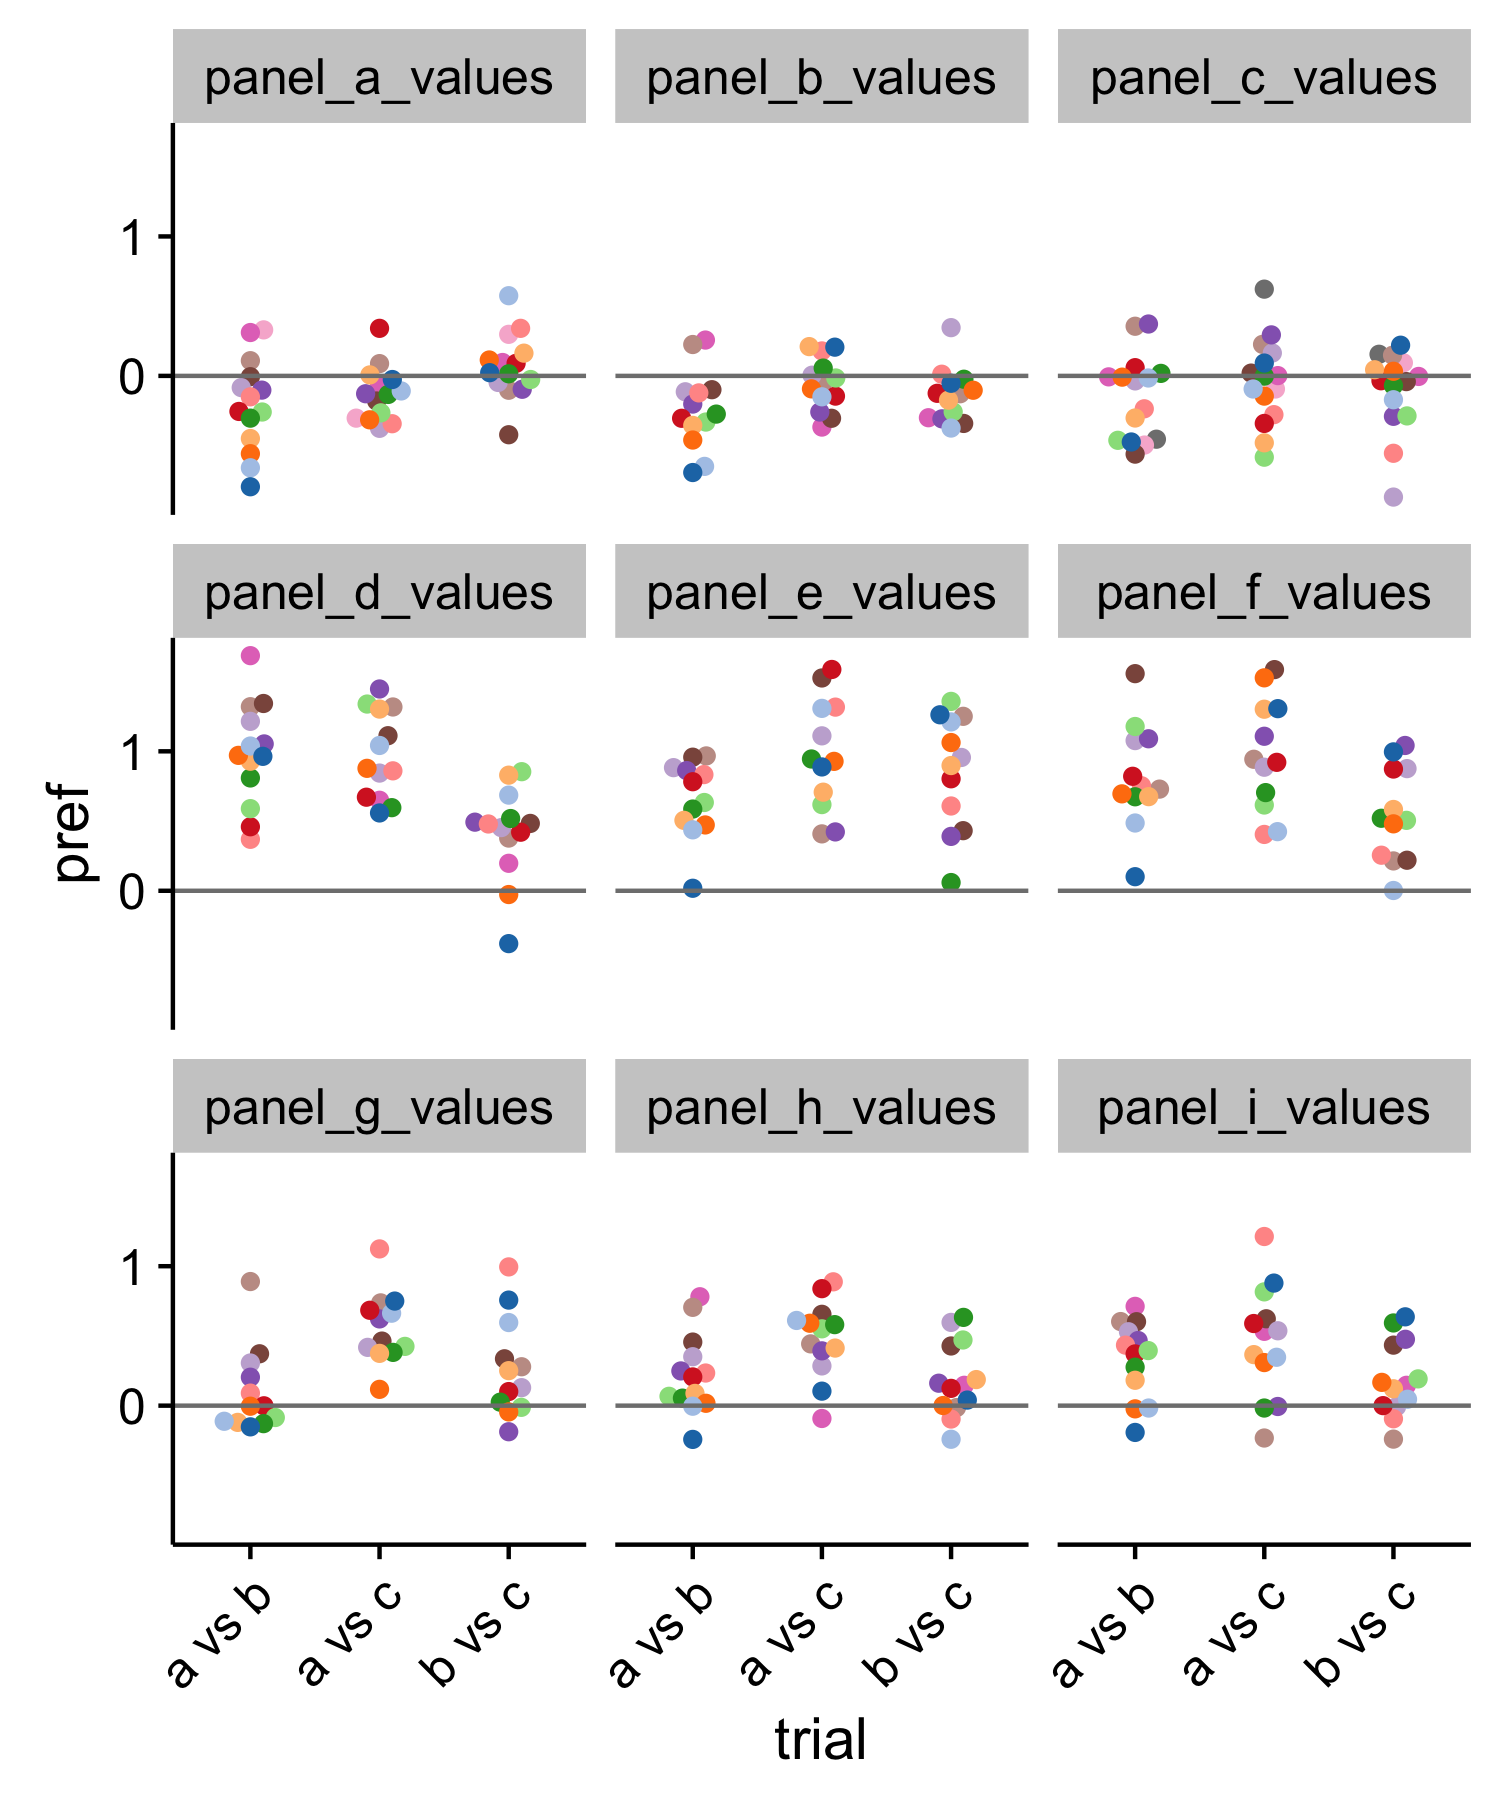 panel_a_values panel_b_values panel_c_values
1
0
panel_d_values panel_e_values panel_f_values
1
0
pref
panel_g_values panel_h_values panel_i_values
1
0
a vs b a vs c b vs c a vs b a vs c b vs c a vs b a vs c b vs c
trial